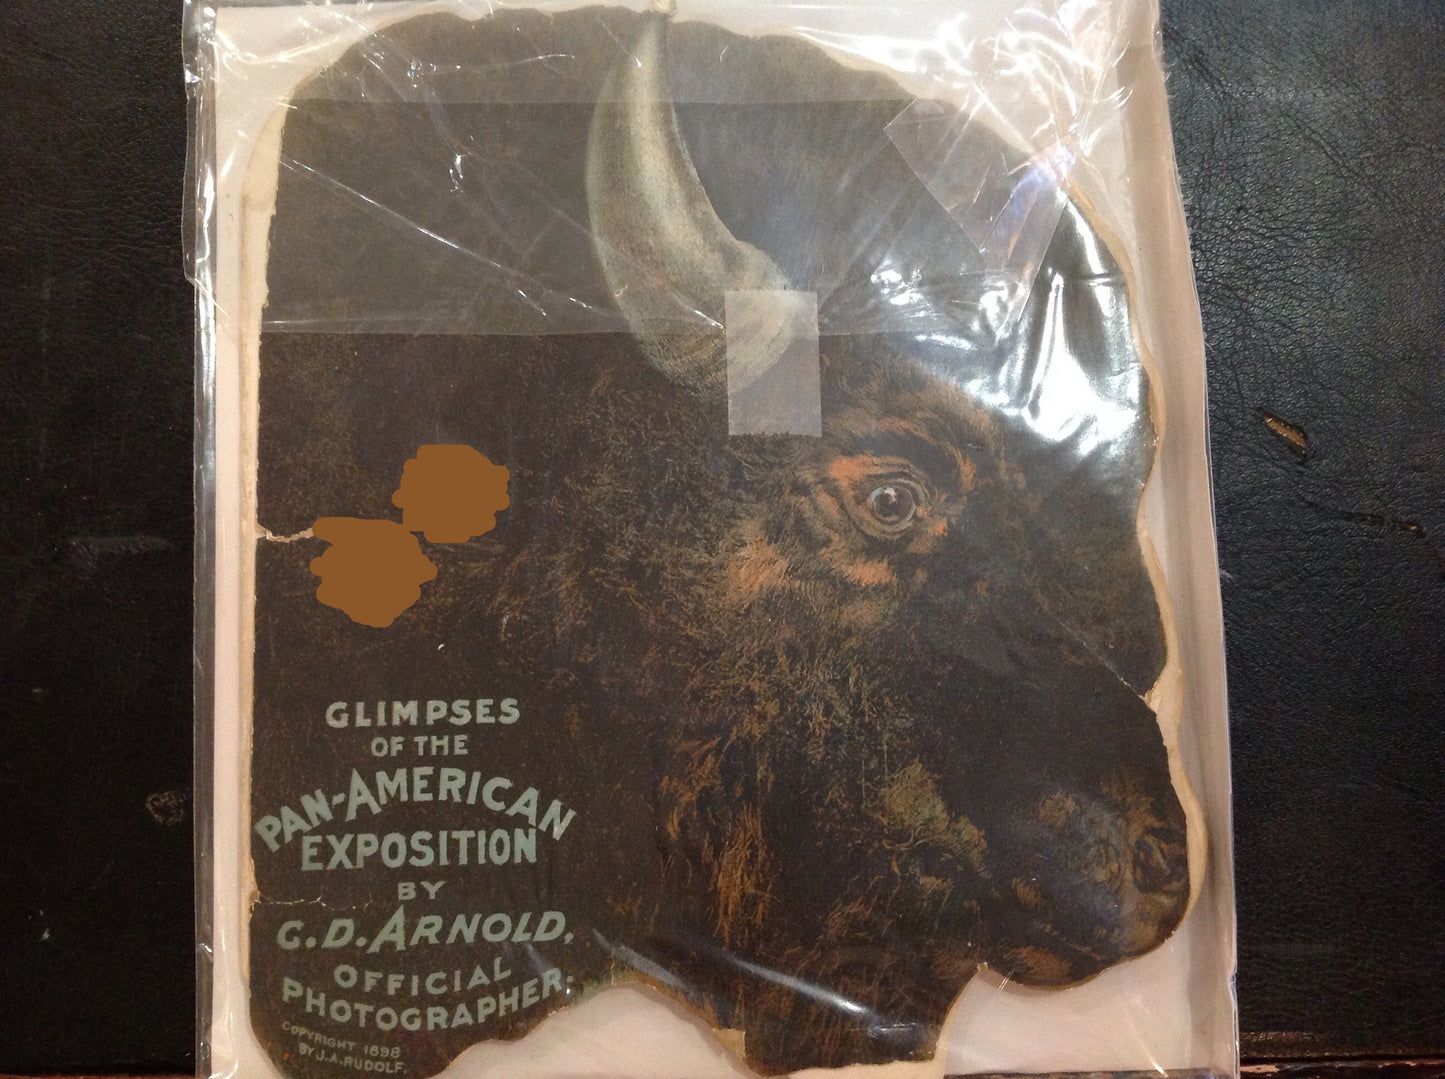 GLIMPSES
OF THE
PAN-AMERICAN
EXPOSITION
BY
C.D. ARNOLD,
OFFICIAL
PHOTOGRAPHER.
COPYRIGHT 1898
BY J.A. RUDOLF.